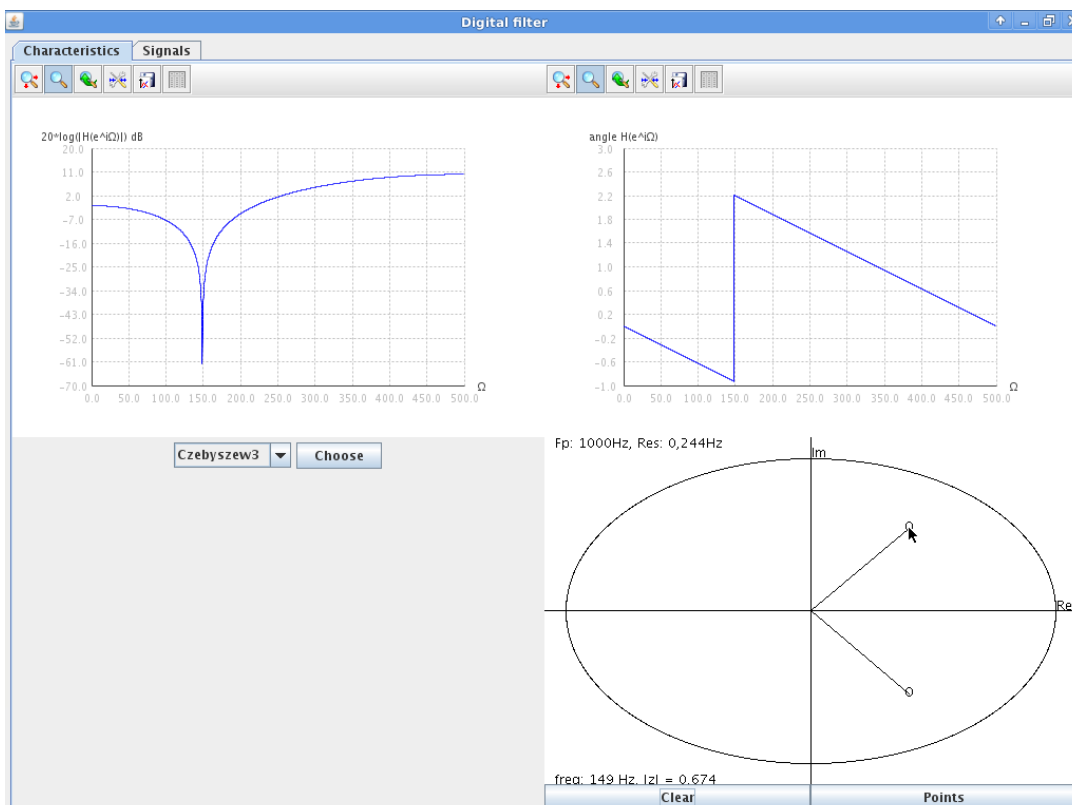 Digital filter
Characteristics Signals
20*log(|H(e^iΩ)|) dB
20.0
11.0
2.0
-7.0
-16.0
-25.0
-34.0
-43.0
-52.0
-61.0
-70.0
0.0 50.0 100.0 150.0 200.0 250.0 300.0 350.0 400.0 450.0 500.0
Ω
angle H(e^iΩ)
3.0
2.6
2.2
1.8
1.4
1.0
0.6
0.2
-0.2
-0.6
-1.0
0.0 50.0 100.0 150.0 200.0 250.0 300.0 350.0 400.0 450.0 500.0
Ω
Czebyszew3 Choose
Fp: 1000Hz, Res: 0,244Hz
Im
Re
freq: 149 Hz, |z| = 0.674
Clear Points